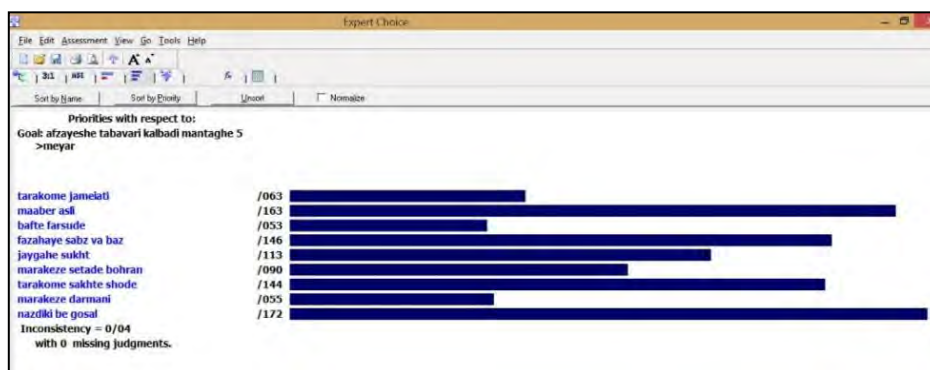 Expert Choice
File Edit Assessment View Go Tools Help
3:1 ABC
Sort by Name Sort by Priority Unsort Normalize
Priorities with respect to:
Goal: afzayeshe tabavari kalbadi mantaghe 5
>meyar
tarakome jameiati /063
maaber asli /163
bafte farsude /053
fazahaye sabz va baz /146
jaygahe sukht /113
marakeze setade bohran /090
tarakome sakhte shode /144
marakeze darmani /055
nazdiki be gosal /172
Inconsistency = 0/04
with 0 missing judgments.